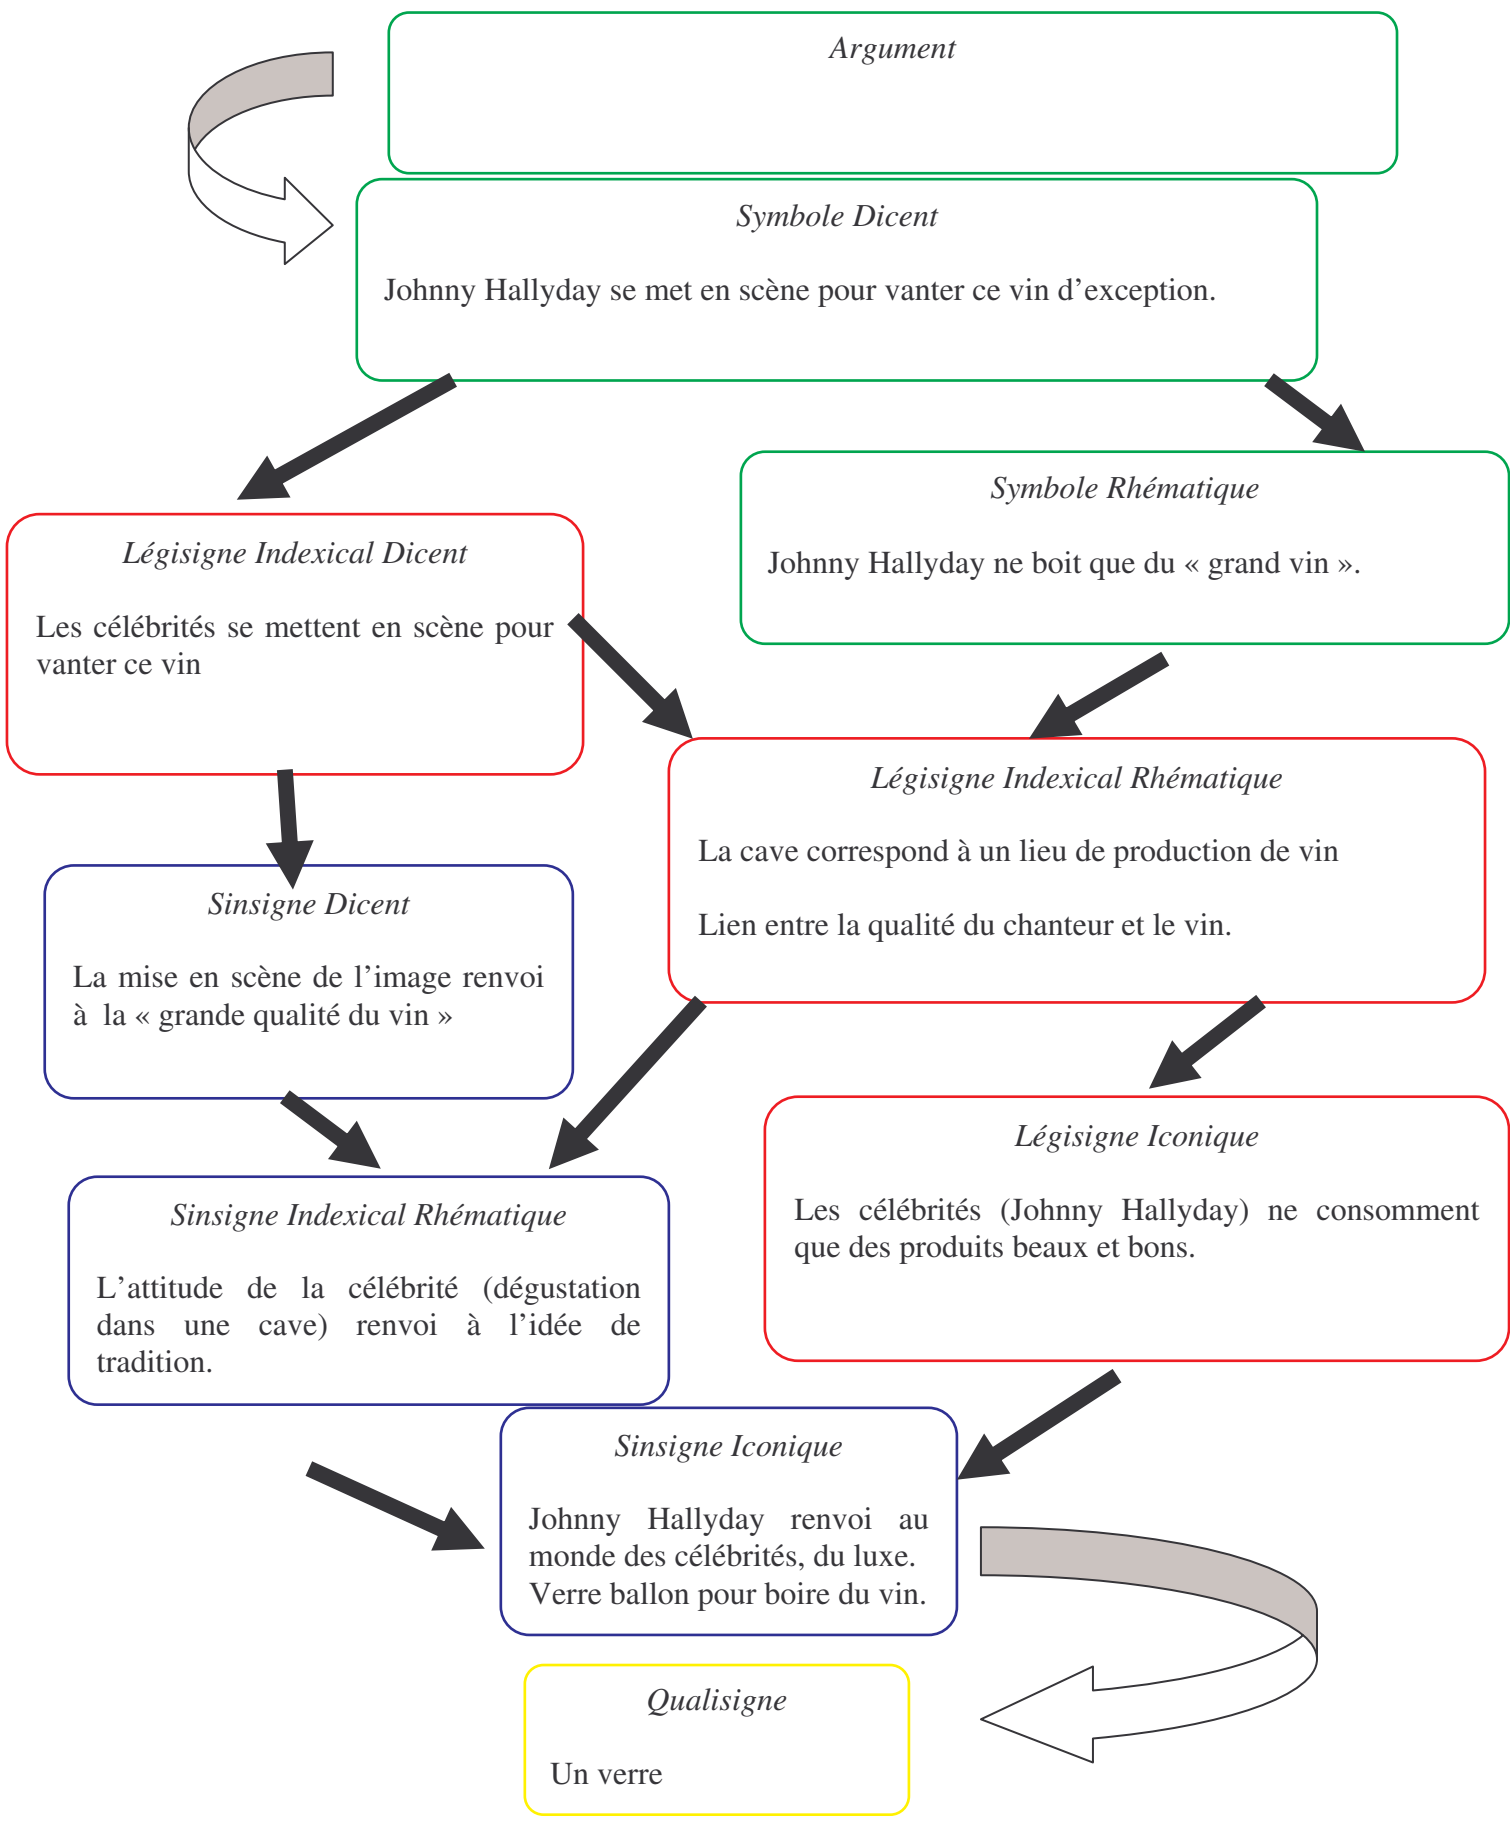 Argument
Symbole Dicent
Johnny Hallyday se met en scène pour vanter ce vin d’exception.
Symbole Rhématique
Johnny Hallyday ne boit que du « grand vin ».
Légisigne Indexical Dicent
Les célébrités se mettent en scène pour
vanter ce vin
Légisigne Indexical Rhématique
La cave correspond à un lieu de production de vin
Lien entre la qualité du chanteur et le vin.
Sinsigne Dicent
La mise en scène de l’image renvoi
à la « grande qualité du vin »
Légisigne Iconique
Les célébrités (Johnny Hallyday) ne consomment
que des produits beaux et bons.
Sinsigne Indexical Rhématique
L’attitude de la célébrité (dégustation
dans une cave) renvoi à l’idée de
tradition.
Sinsigne Iconique
Johnny Hallyday renvoi au
monde des célébrités, du luxe.
Verre ballon pour boire du vin.
Qualisigne
Un verre